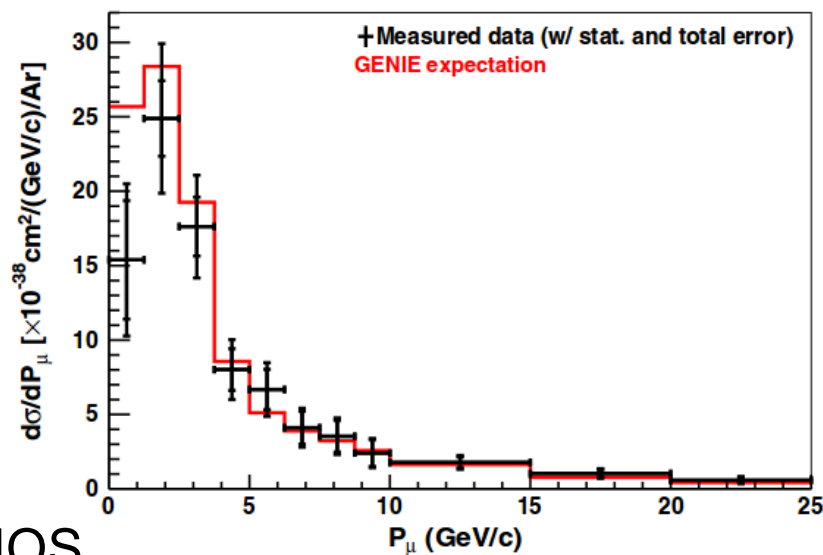 Measured data (w/ stat. and total error)
GENIE expectation
dσ/dPμ [×10⁻³⁸cm²/(GeV/c)/Ar]
30
25
20
15
10
5
0
0 5 10 15 20 25
Pμ (GeV/c)